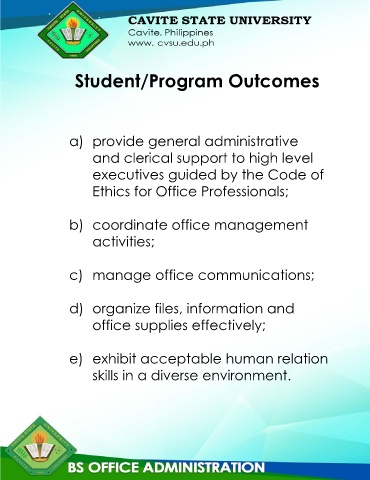 CAVITE STATE UNIVERSITY
Cavite, Philippines
www. cvsu.edu.ph
Student/Program Outcomes
a) provide general administrative
and clerical support to high level
executives guided by the Code of
Ethics for Office Professionals;
b) coordinate office management
activities;
c) manage office communications;
d) organize files, information and
office supplies effectively;
e) exhibit acceptable human relation
skills in a diverse environment.
BS OFFICE ADMINISTRATION